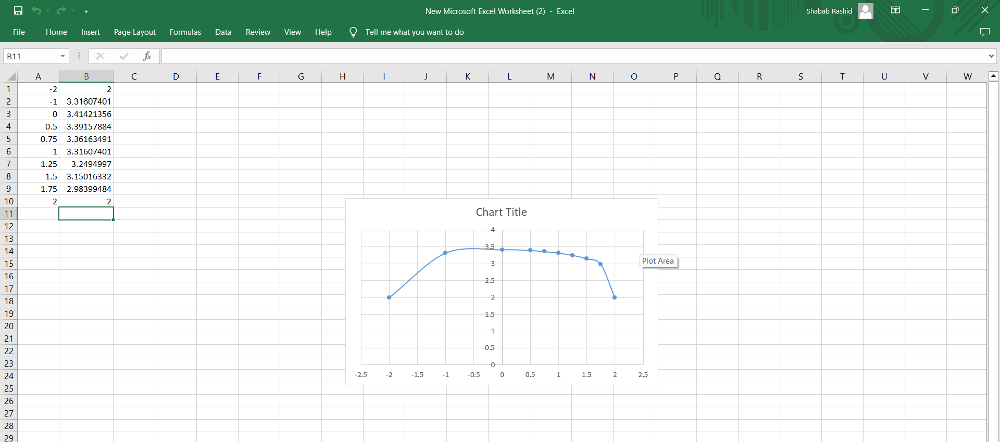 New Microsoft Excel Worksheet (2) - Excel
Shabab Rashid
File Home Insert Page Layout Formulas Data Review View Help Tell me what you want to do
B11 fx
A B C D E F G H I J K L M N O P Q R S T U V W
1 -2 2
2 -1 3.31607401
3 0 3.41421356
4 0.5 3.39157884
5 0.75 3.36163491
6 1 3.31607401
7 1.25 3.2494997
8 1.5 3.15016332
9 1.75 2.98399484
10 2 2
11
12
13
14
15
16
17
18
19
20
21
22
23
24
25
26
27
28
29
Chart Title
4
3.5
3
2.5
2
1.5
1
0.5
0
-2.5 -2 -1.5 -1 -0.5 0 0.5 1 1.5 2 2.5
Plot Area